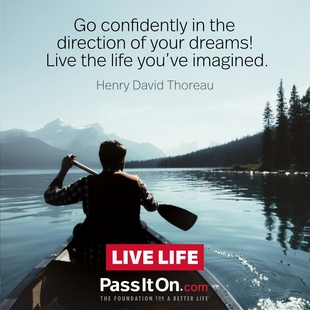 Go confidently in the
direction of your dreams!
Live the life you've imagined.
Henry David Thoreau
LIVE LIFE
PassItOn.com
THE FOUNDATION FOR A BETTER LIFE